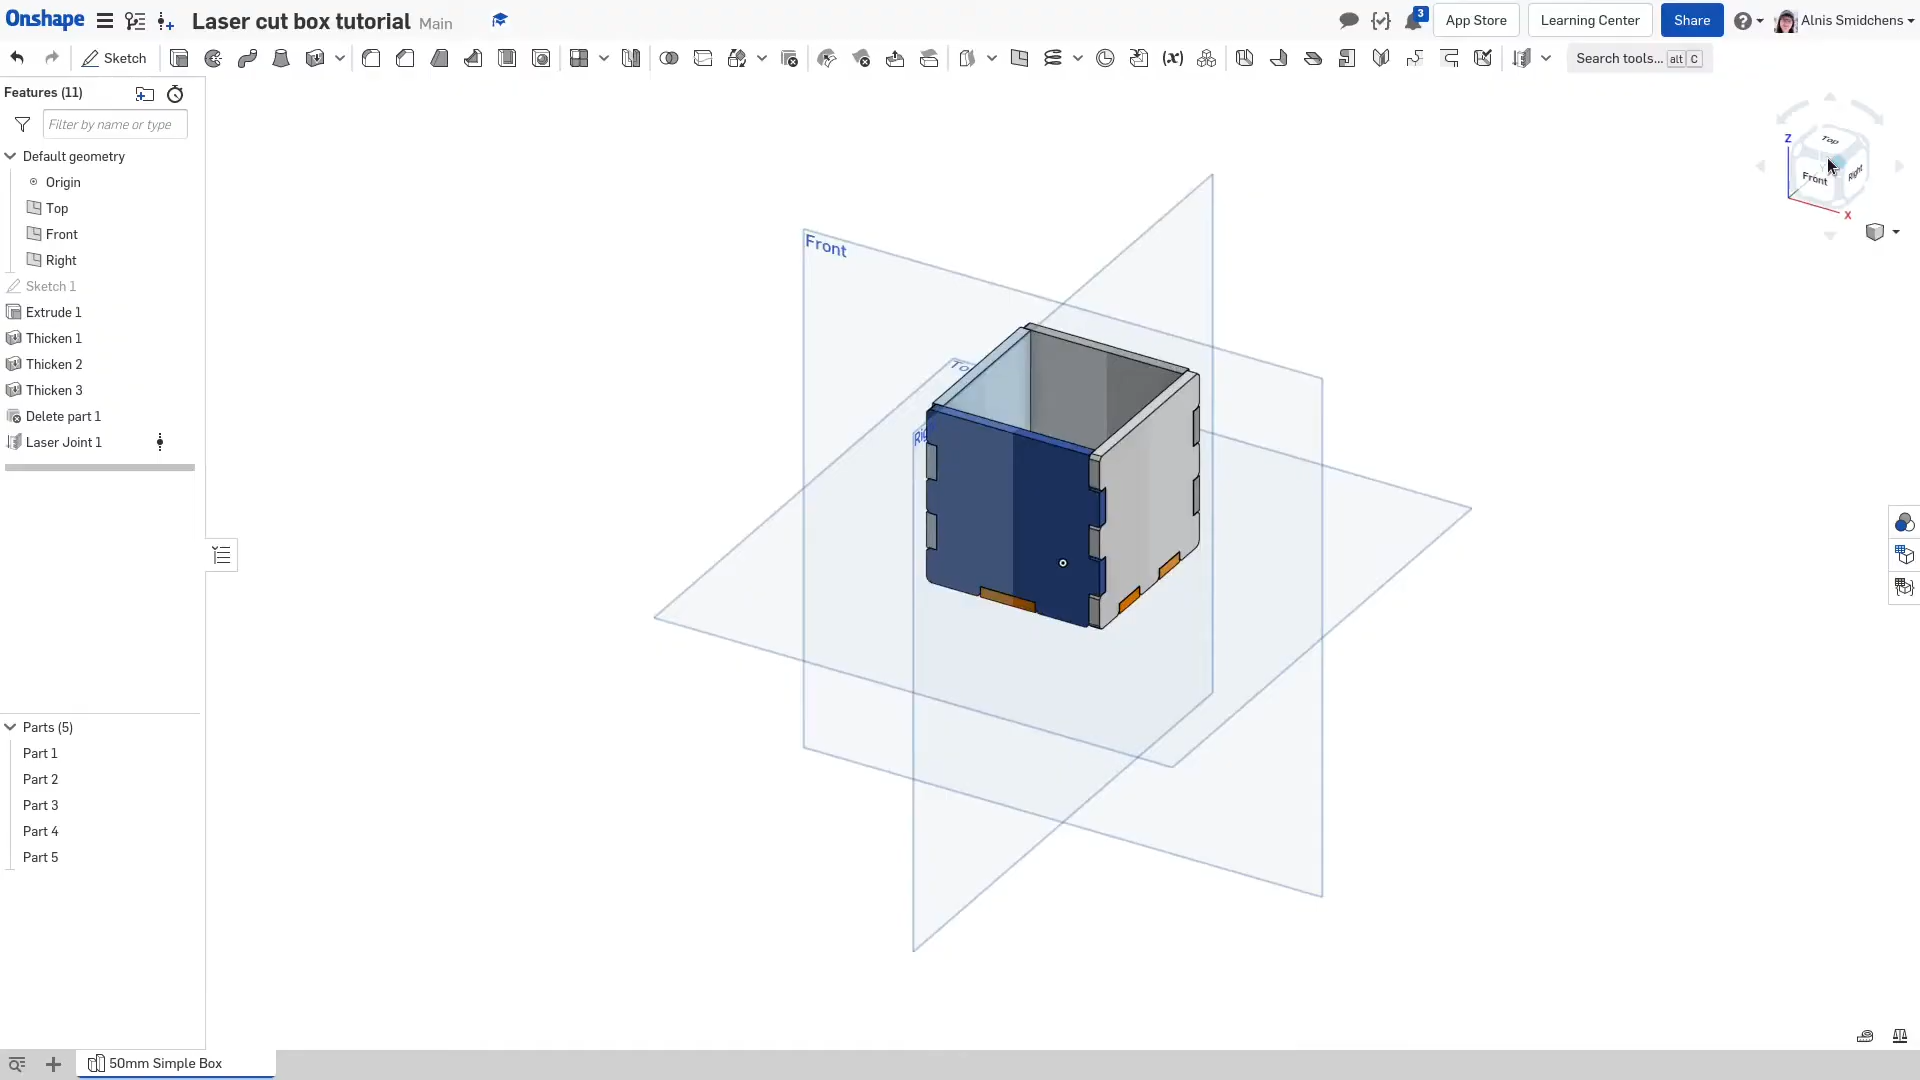 Onshape
Laser cut box tutorial Main
3
App Store
Learning Center
Share
Alnis Smidchens
Sketch
Search tools... alt C
Features (11)
Filter by name or type
Default geometry
Origin
Top
Front
Right
Sketch 1
Extrude 1
Thicken 1
Thicken 2
Thicken 3
Delete part 1
Laser Joint 1
Parts (5)
Part 1
Part 2
Part 3
Part 4
Part 5
Front
Z
Top
Front
Right
X
50mm Simple Box